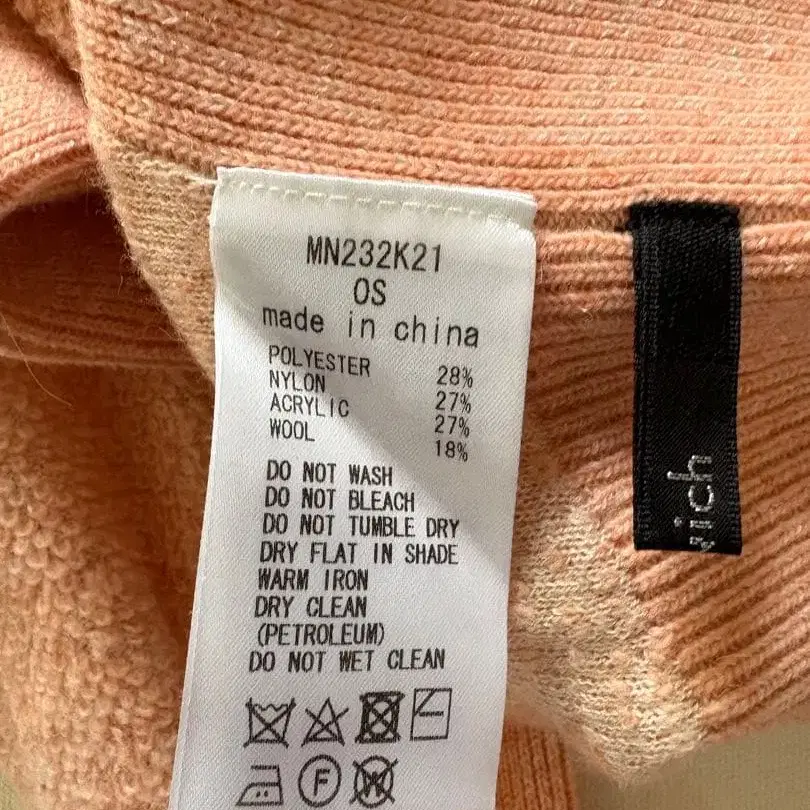 MN232K21
OS
made in china
POLYESTER 28%
NYLON 27%
ACRYLIC 27%
WOOL 18%
DO NOT WASH
DO NOT BLEACH
DO NOT TUMBLE DRY
DRY FLAT IN SHADE
WARM IRON
DRY CLEAN
(PETROLEUM)
DO NOT WET CLEAN
F W